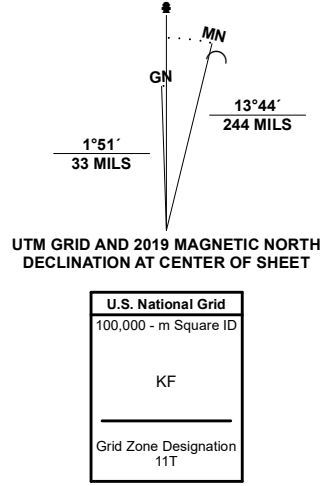 MN
GN
13°44´
244 MILS
1°51´
33 MILS
UTM GRID AND 2019 MAGNETIC NORTH
DECLINATION AT CENTER OF SHEET
U.S. National Grid
100,000 - m Square ID
KF
Grid Zone Designation
11T